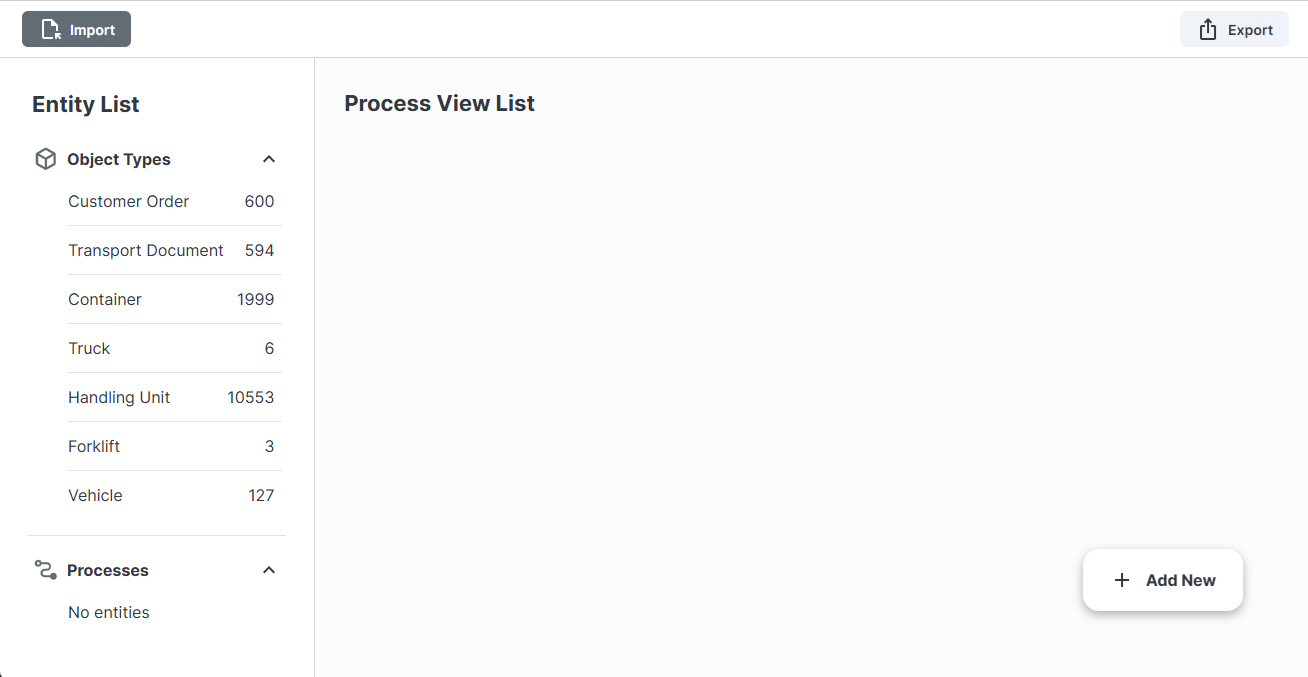 Import
Export
Entity List
Object Types
Customer Order 600
Transport Document 594
Container 1999
Truck 6
Handling Unit 10553
Forklift 3
Vehicle 127
Processes
No entities
Process View List
Add New